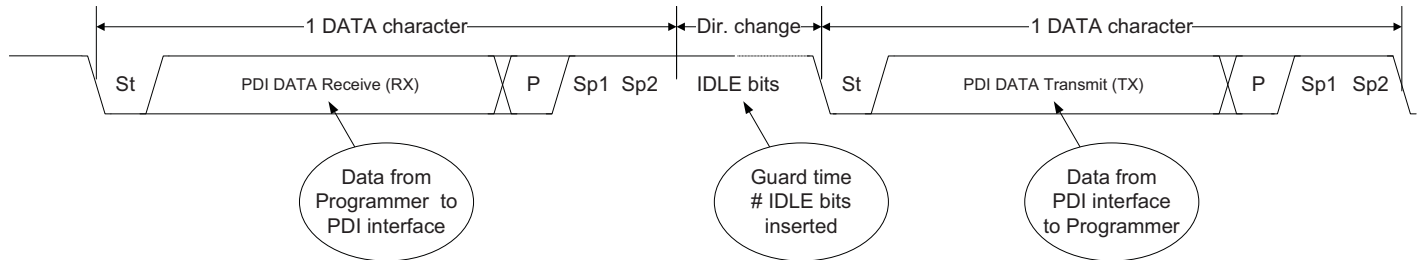 1 DATA character Dir. change 1 DATA character
St PDI DATA Receive (RX) P Sp1 Sp2 IDLE bits St PDI DATA Transmit (TX) P Sp1 Sp2
Data from
Programmer to
PDI interface
Guard time
# IDLE bits
inserted
Data from
PDI interface
to Programmer